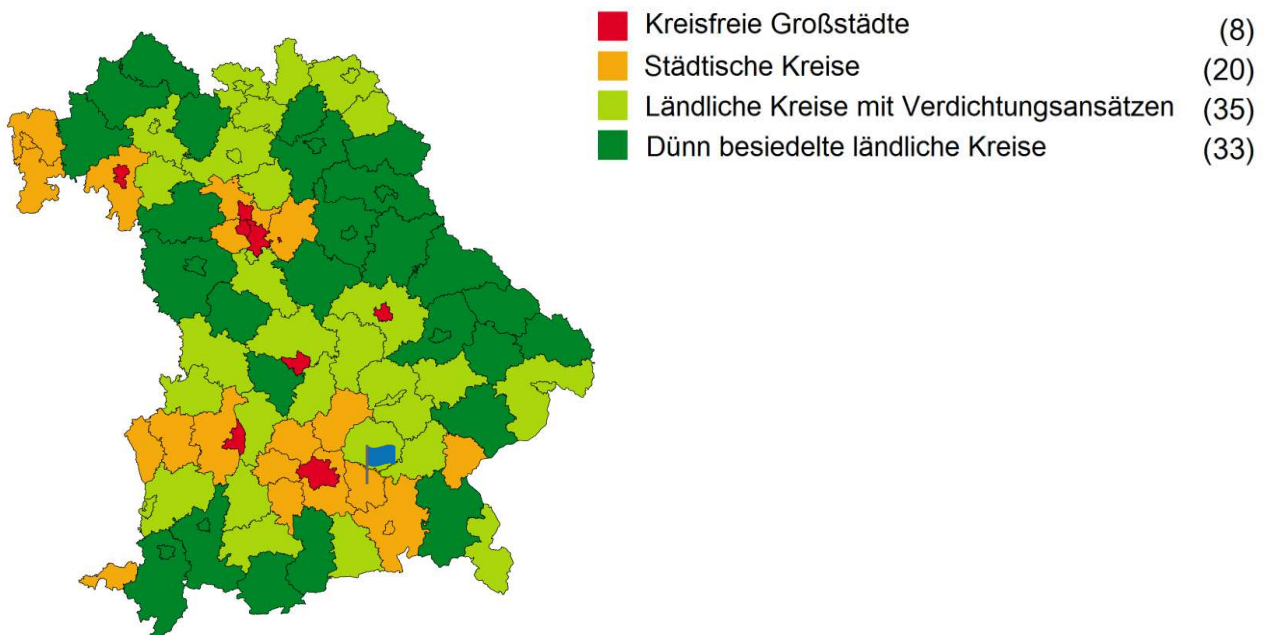 Kreisfreie Großstädte (8)
Städtische Kreise (20)
Ländliche Kreise mit Verdichtungsansätzen (35)
Dünn besiedelte ländliche Kreise (33)